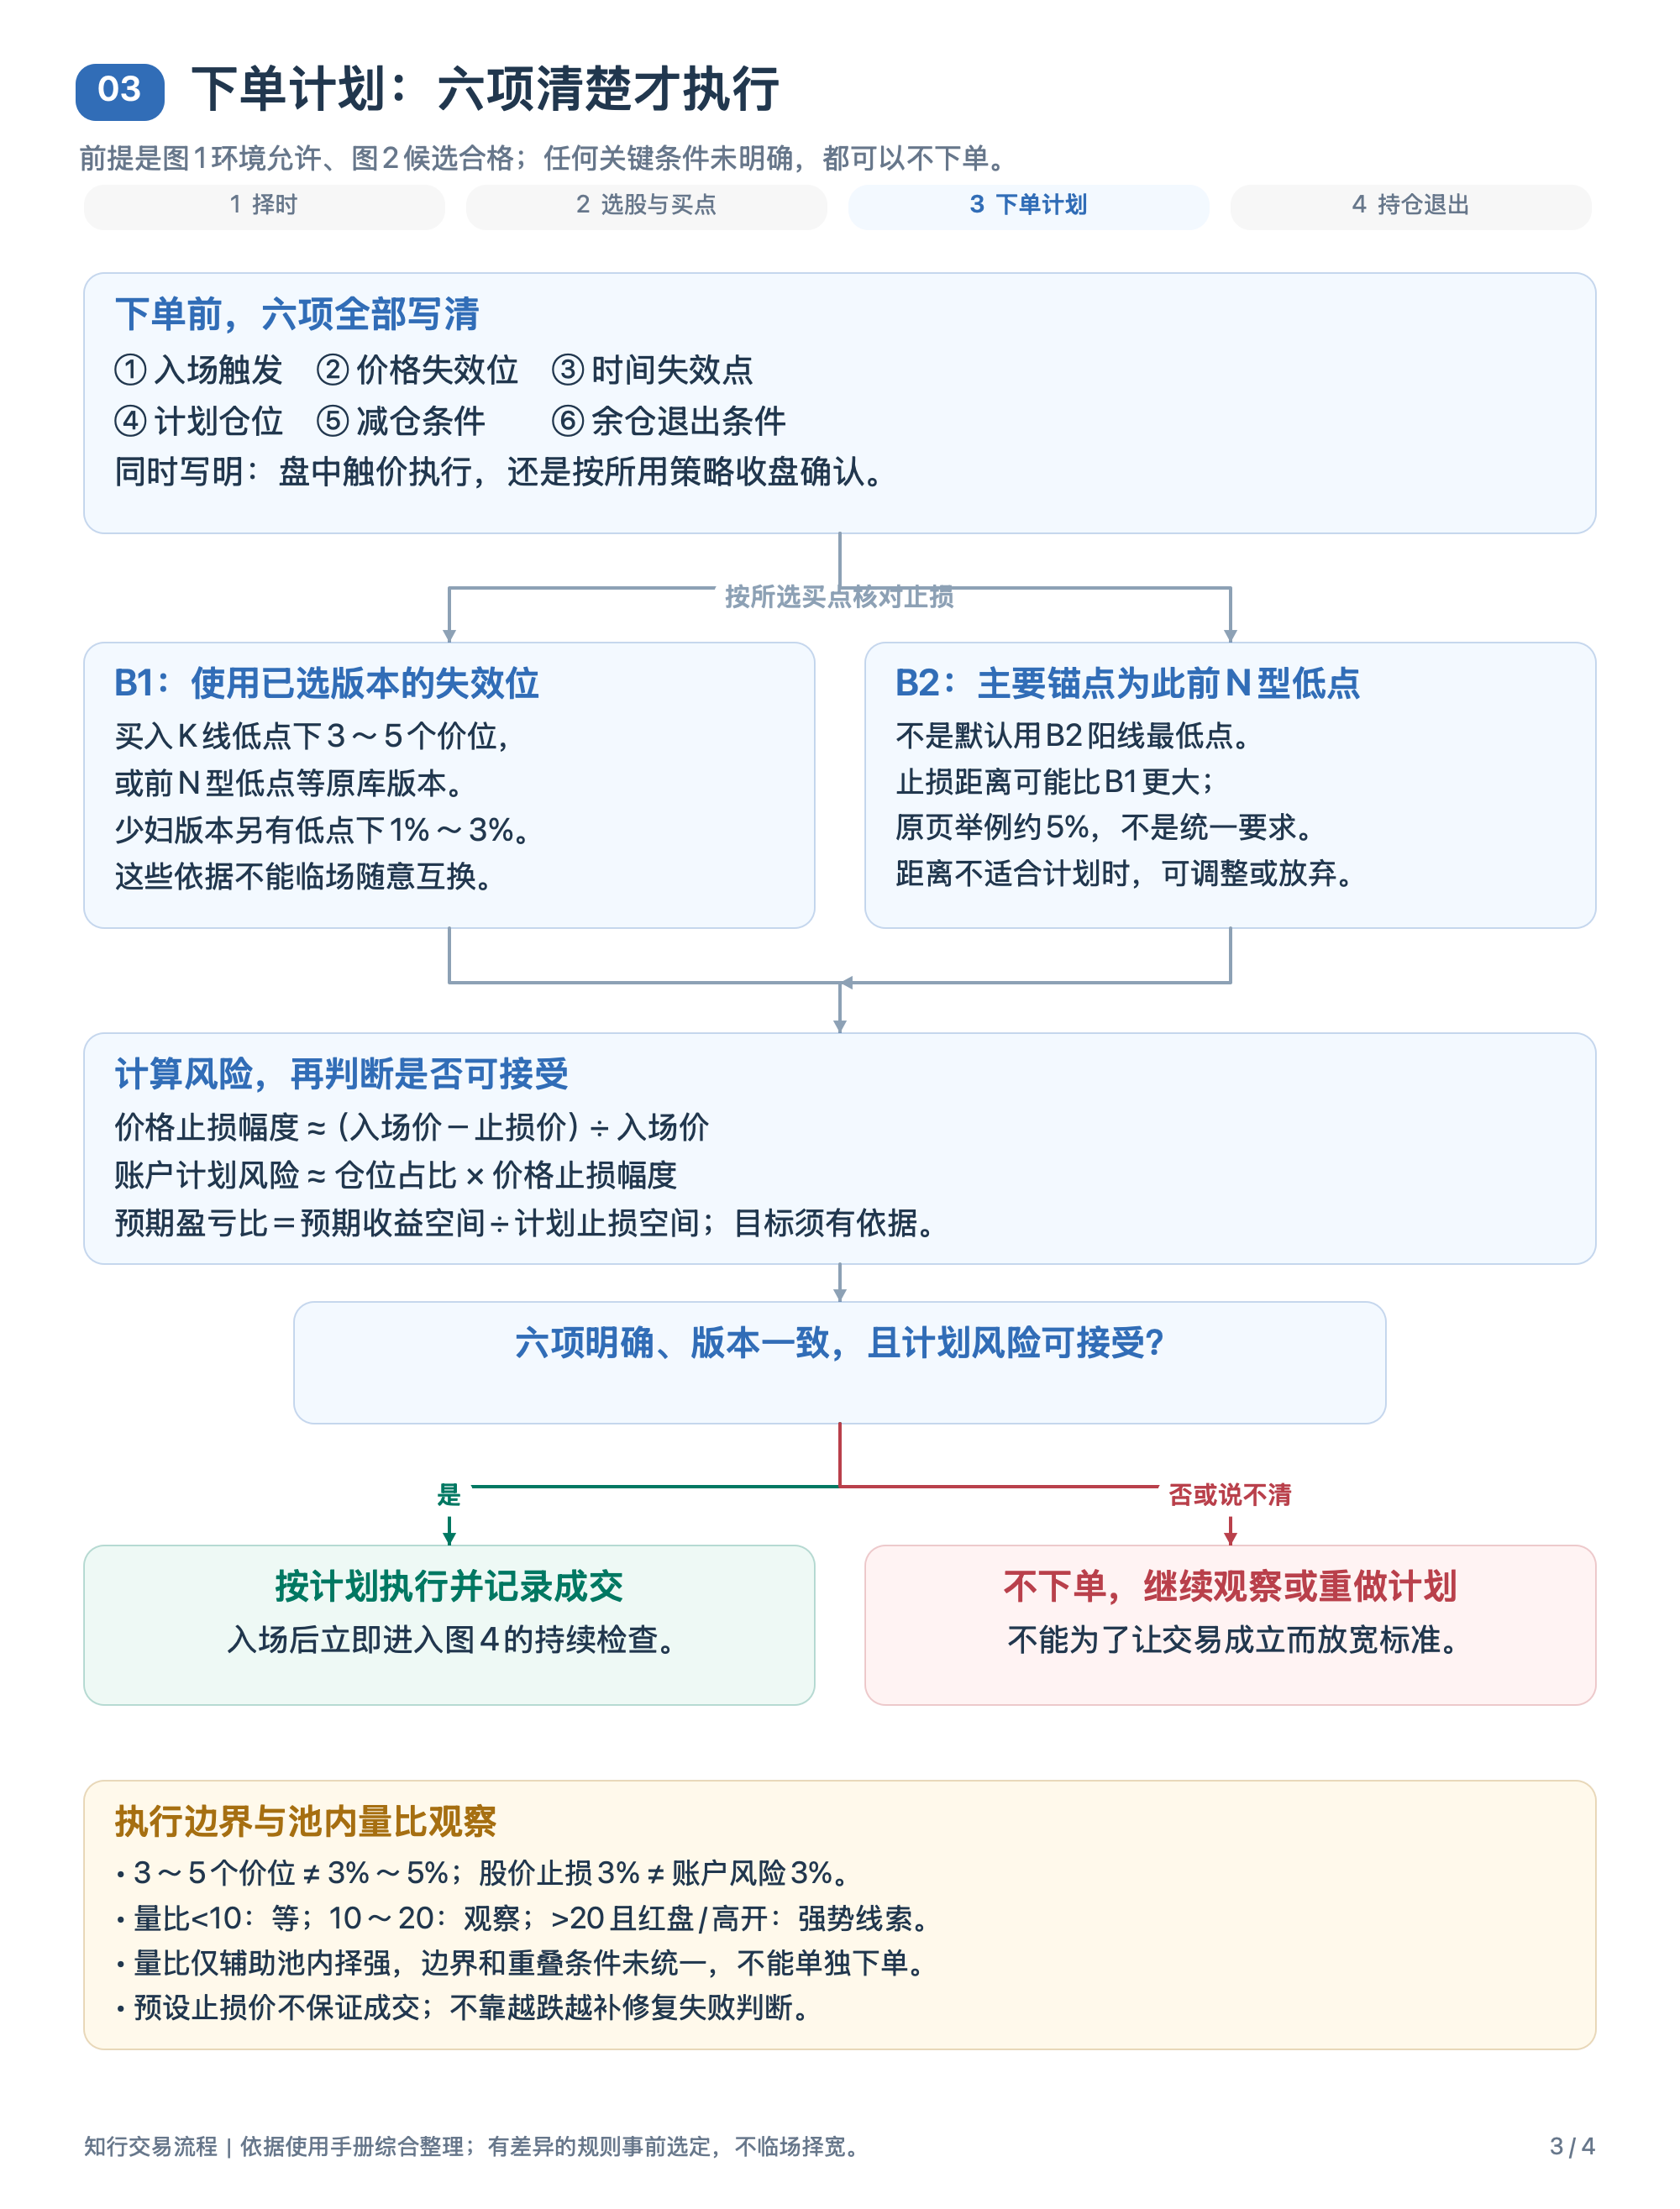 03 下单计划：六项清楚才执行
前提是图1环境允许、图2候选合格；任何关键条件未明确，都可以不下单。
1 择时
2 选股与买点
3 下单计划
4 持仓退出
下单前，六项全部写清
① 入场触发 ② 价格失效位 ③ 时间失效点
④ 计划仓位 ⑤ 减仓条件 ⑥ 余仓退出条件
同时写明：盘中触价执行，还是按所用策略收盘确认。
按所选买点核对止损
B1：使用已选版本的失效位
买入K线低点下3～5个价位，
或前N型低点等原库版本。
少妇版本另有低点下1%～3%。
这些依据不能临场随意互换。
B2：主要锚点为此前N型低点
不是默认用B2阳线最低点。
止损距离可能比B1更大；
原页举例约5%，不是统一要求。
距离不适合计划时，可调整或放弃。
计算风险，再判断是否可接受
价格止损幅度≈（入场价－止损价）÷入场价
账户计划风险≈仓位占比×价格止损幅度
预期盈亏比＝预期收益空间÷计划止损空间；目标须有依据。
六项明确、版本一致，且计划风险可接受？
是
否或说不清
按计划执行并记录成交
入场后立即进入图4的持续检查。
不下单，继续观察或重做计划
不能为了让交易成立而放宽标准。
执行边界与池内量比观察
• 3～5个价位≠3%～5%；股价止损3%≠账户风险3%。
• 量比<10：等；10～20：观察；>20且红盘/高开：强势线索。
• 量比仅辅助池内择强，边界和重叠条件未统一，不能单独下单。
• 预设止损价不保证成交；不靠越跌越补修复失败判断。
知行交易流程 | 依据使用手册综合整理；有差异的规则事前选定，不临场择宽。
3 / 4